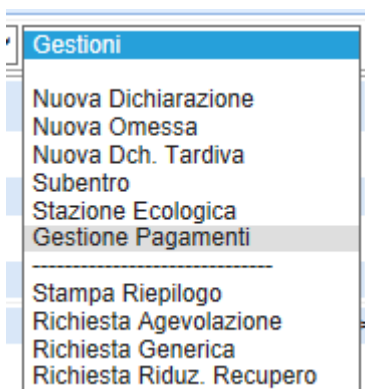 Gestioni
Nuova Dichiarazione
Nuova Omessa
Nuova Dch. Tardiva
Subentro
Stazione Ecologica
Gestione Pagamenti
------------------------------
Stampa Riepilogo
Richiesta Agevolazione
Richiesta Generica
Richiesta Riduz. Recupero